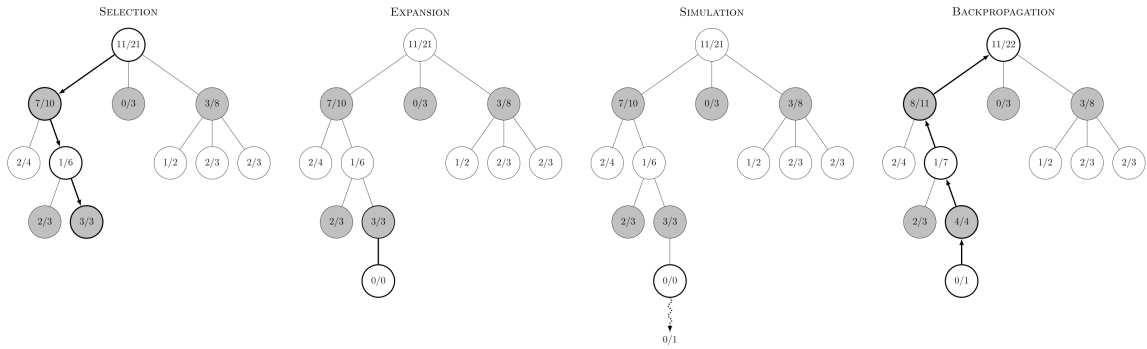 SELECTION
11/21
7/10 0/3 3/8
2/4 1/6 1/2 2/3 2/3
2/3 3/3
EXPANSION
11/21
7/10 0/3 3/8
2/4 1/6 1/2 2/3 2/3
2/3 3/3
0/0
SIMULATION
11/21
7/10 0/3 3/8
2/4 1/6 1/2 2/3 2/3
2/3 3/3
0/0
0/1
BACKPROPAGATION
11/22
8/11 0/3 3/8
2/4 1/7 1/2 2/3 2/3
2/3 4/4
0/1